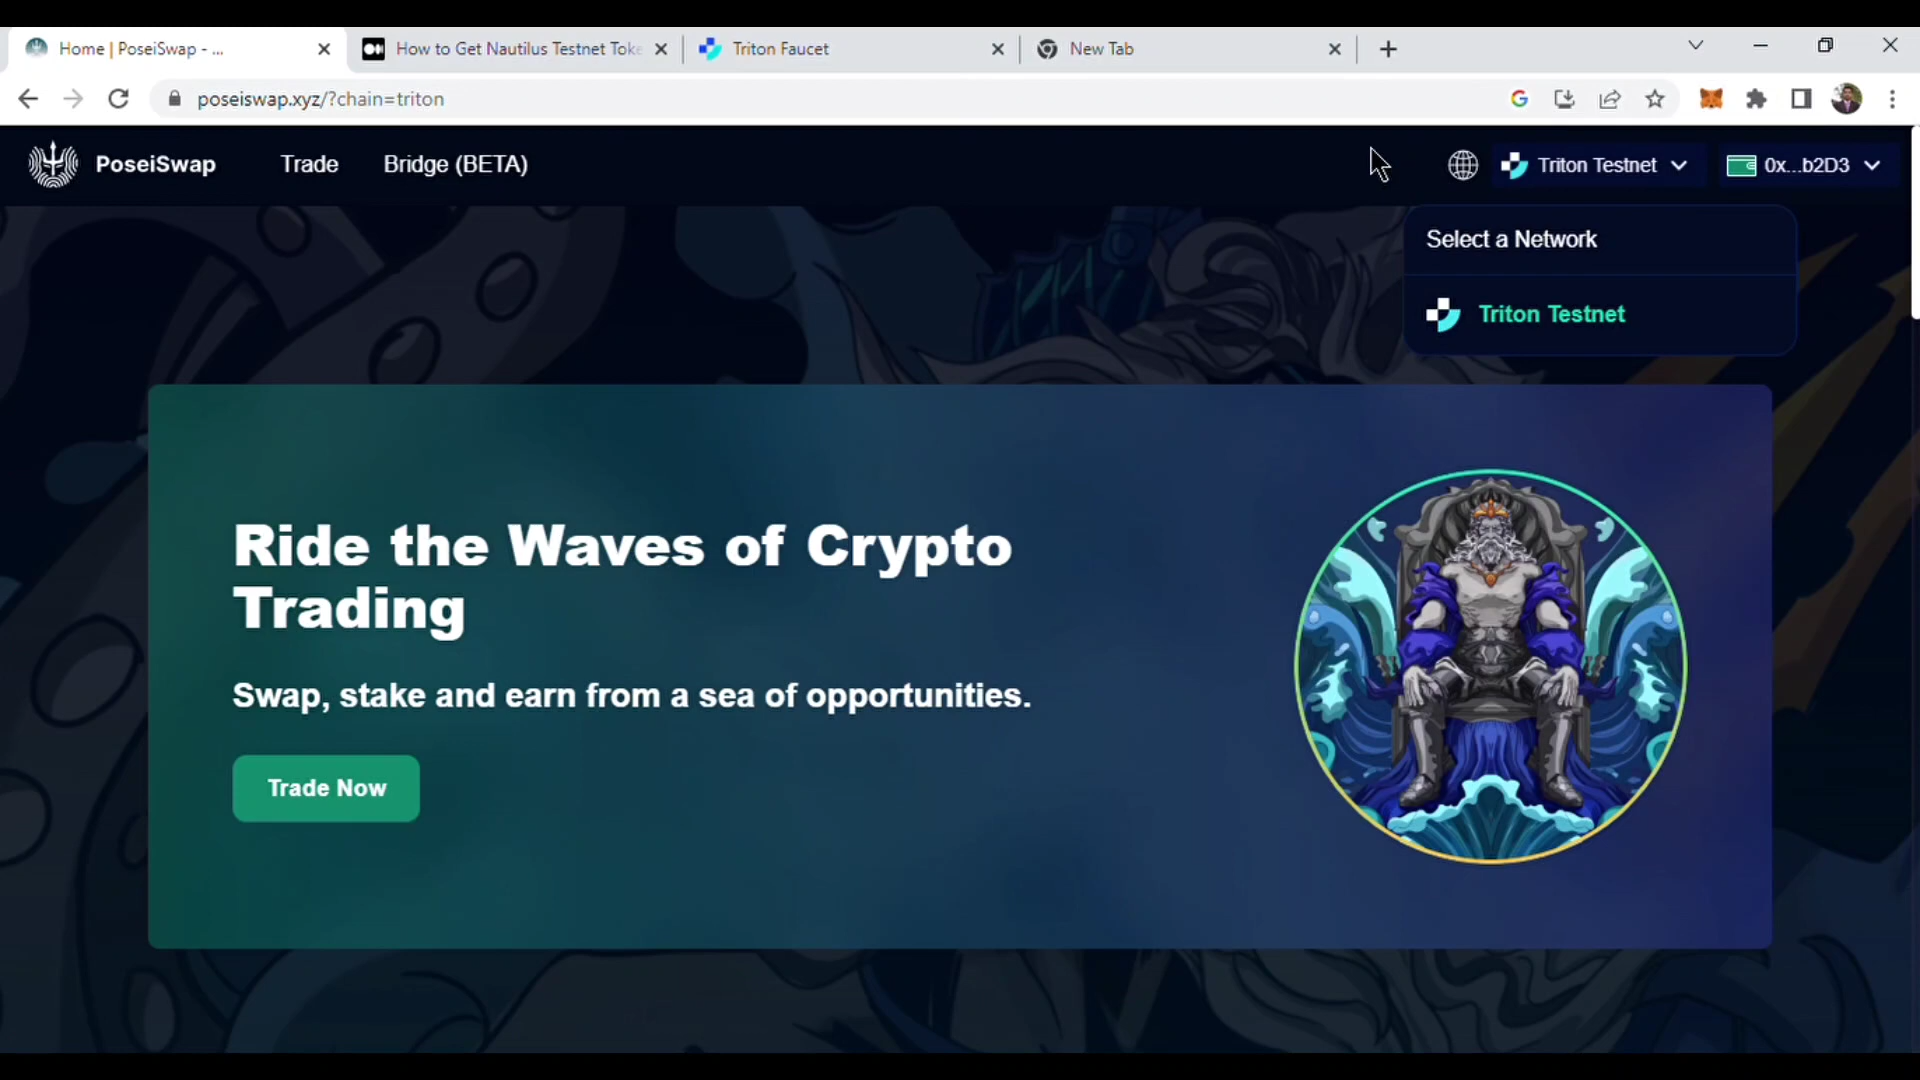 Home | PoseiSwap - ...
How to Get Nautilus Testnet Toke
Triton Faucet
New Tab
poseiswap.xyz/?chain=triton
PoseiSwap
Trade
Bridge (BETA)
Triton Testnet
0x...b2D3
Select a Network
Triton Testnet
Ride the Waves of Crypto
Trading
Swap, stake and earn from a sea of opportunities.
Trade Now